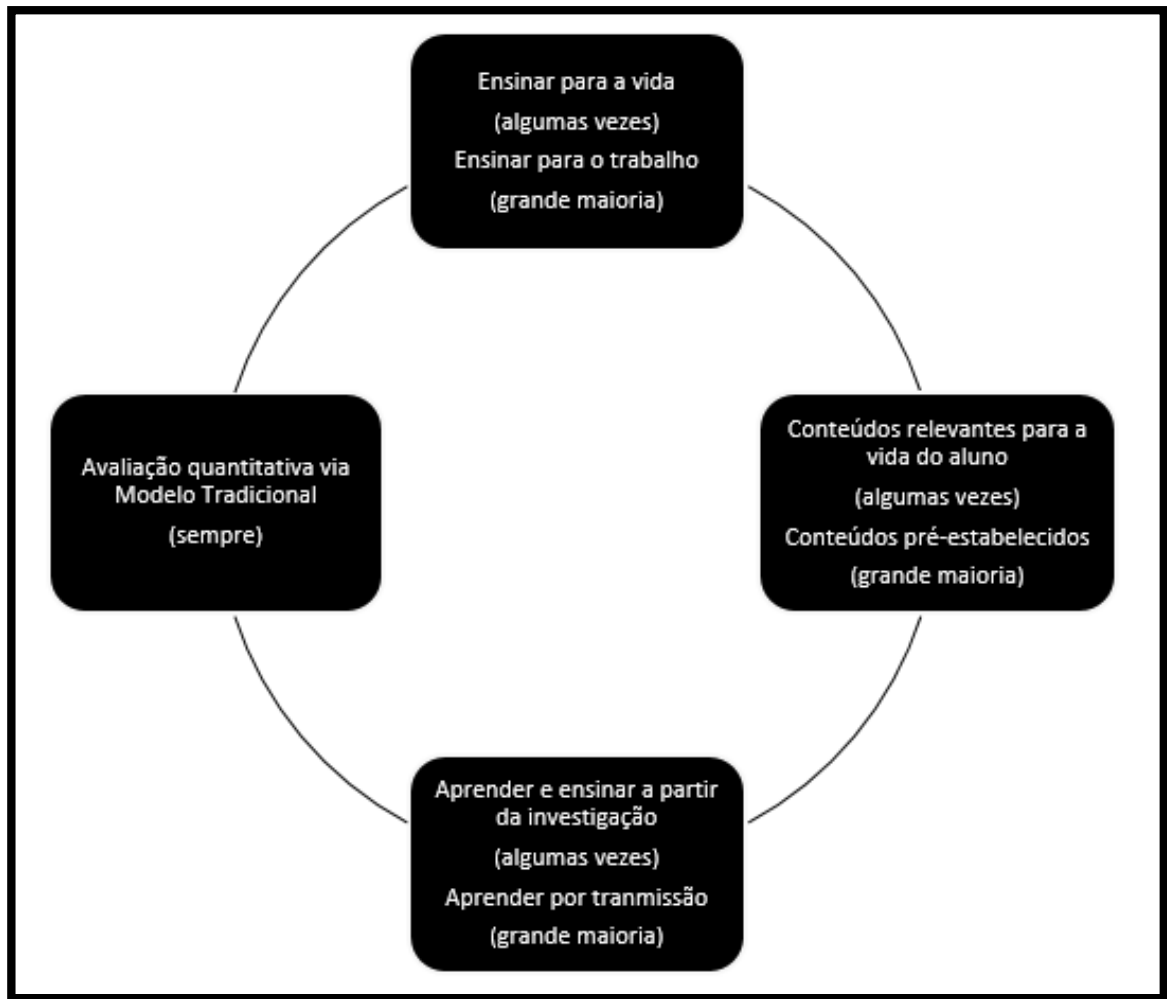 Ensinar para a vida
(algumas vezes)
Ensinar para o trabalho
(grande maioria)
Avaliação quantitativa via
Modelo Tradicional
(sempre)
Conteúdos relevantes para a
vida do aluno
(algumas vezes)
Conteúdos pré-estabelecidos
(grande maioria)
Aprender e ensinar a partir
da investigação
(algumas vezes)
Aprender por tranmissão
(grande maioria)